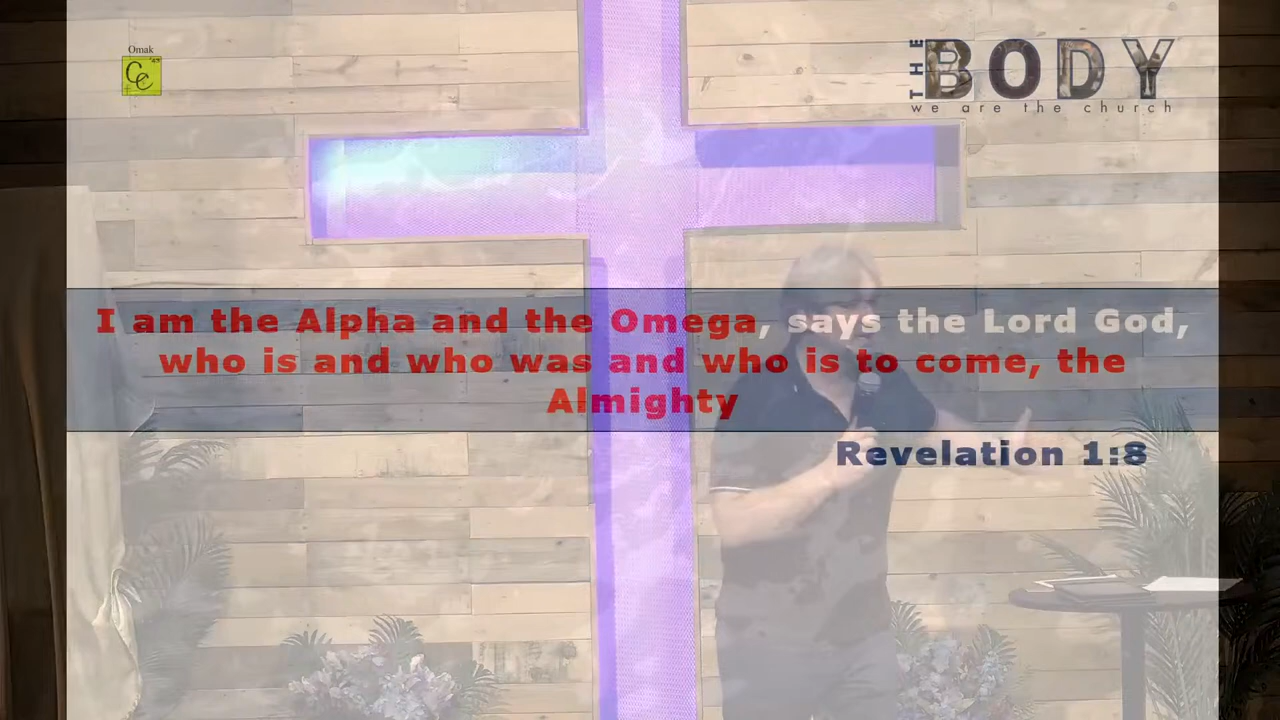 Omak
CC
THE BODY
we are the church
I am the Alpha and the Omega, says the Lord God,
who is and who was and who is to come, the
Almighty
Revelation 1:8